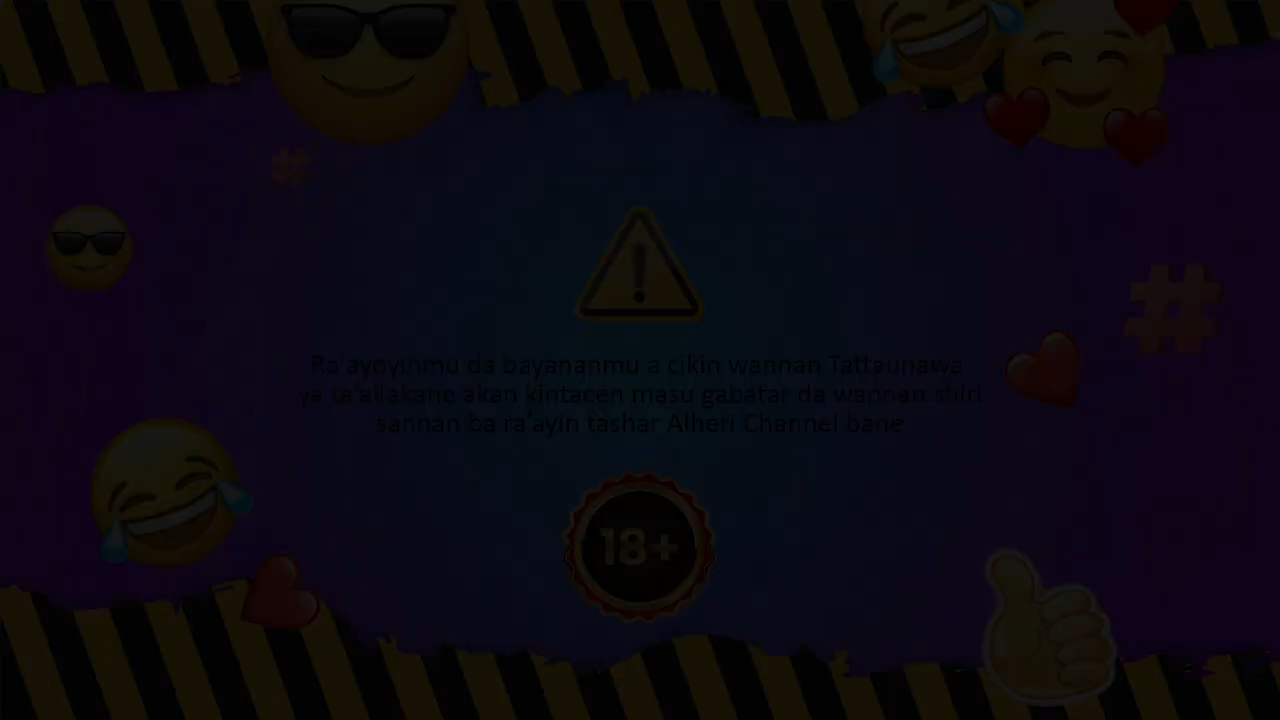 Ra'ayoyinmu da bayananmu a cikin wannan Tattaunawa
ya ta'allakane akan kintacen masu gabatar da wannan shiri
sannan ba ra'ayin tashar Alheri Channel bane
18+